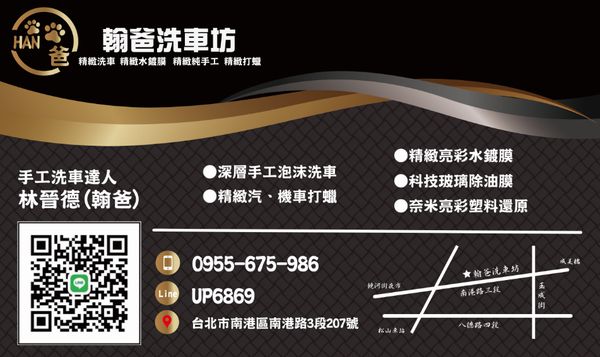 HAN
爸
翰爸洗車坊
精緻洗車 精緻水鍍膜 精緻純手工 精緻打蠟
手工洗車達人
林晉德(翰爸)
●深層手工泡沫洗車
●精緻汽、機車打蠟
●精緻亮彩水鍍膜
●科技玻璃除油膜
●奈米亮彩塑料還原
LINE
0955-675-986
Line UP6869
台北市南港區南港路3段207號
成美橋
★翰爸洗車坊
饒河街夜市
南港路三段
玉成街
松山車站
八德路四段